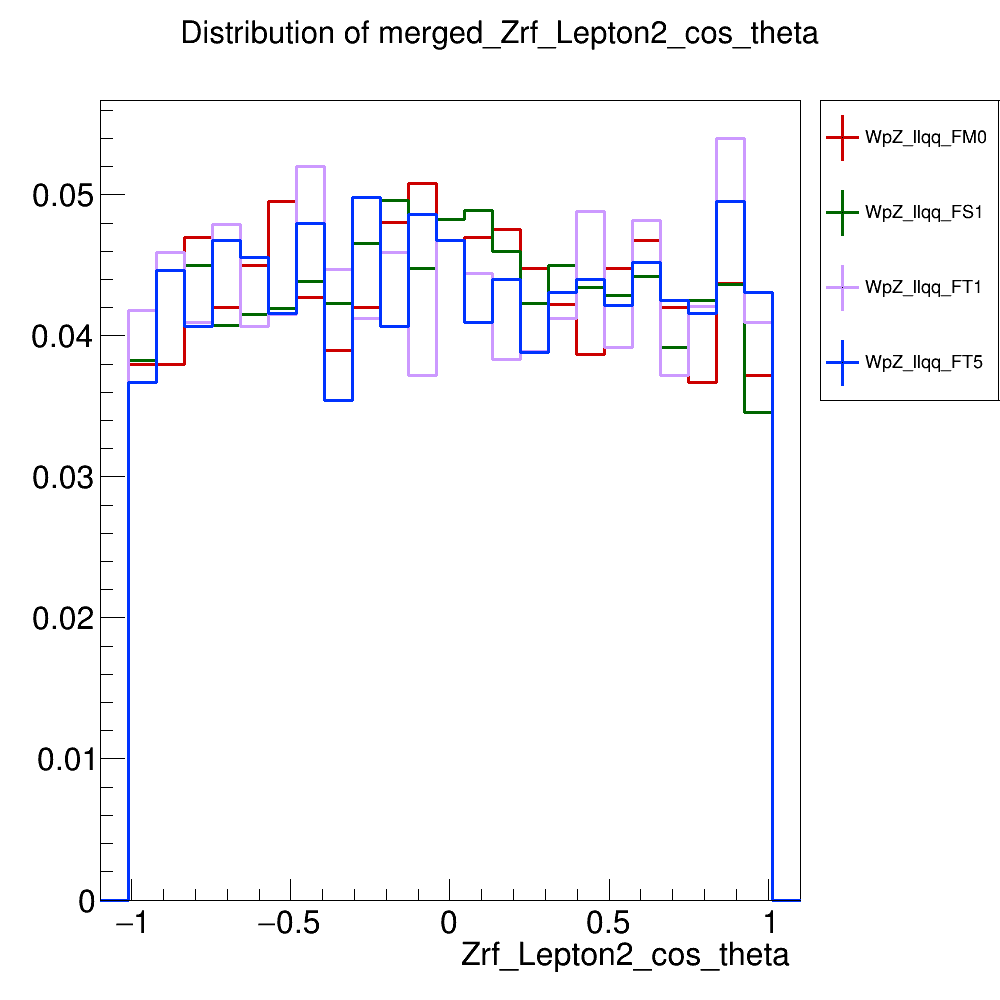 Distribution of merged_Zrf_Lepton2_cos_theta
WpZ_llqq_FM0
WpZ_llqq_FS1
WpZ_llqq_FT1
WpZ_llqq_FT5
0.05
0.04
0.03
0.02
0.01
0
−1
−0.5
0
0.5
1
Zrf_Lepton2_cos_theta